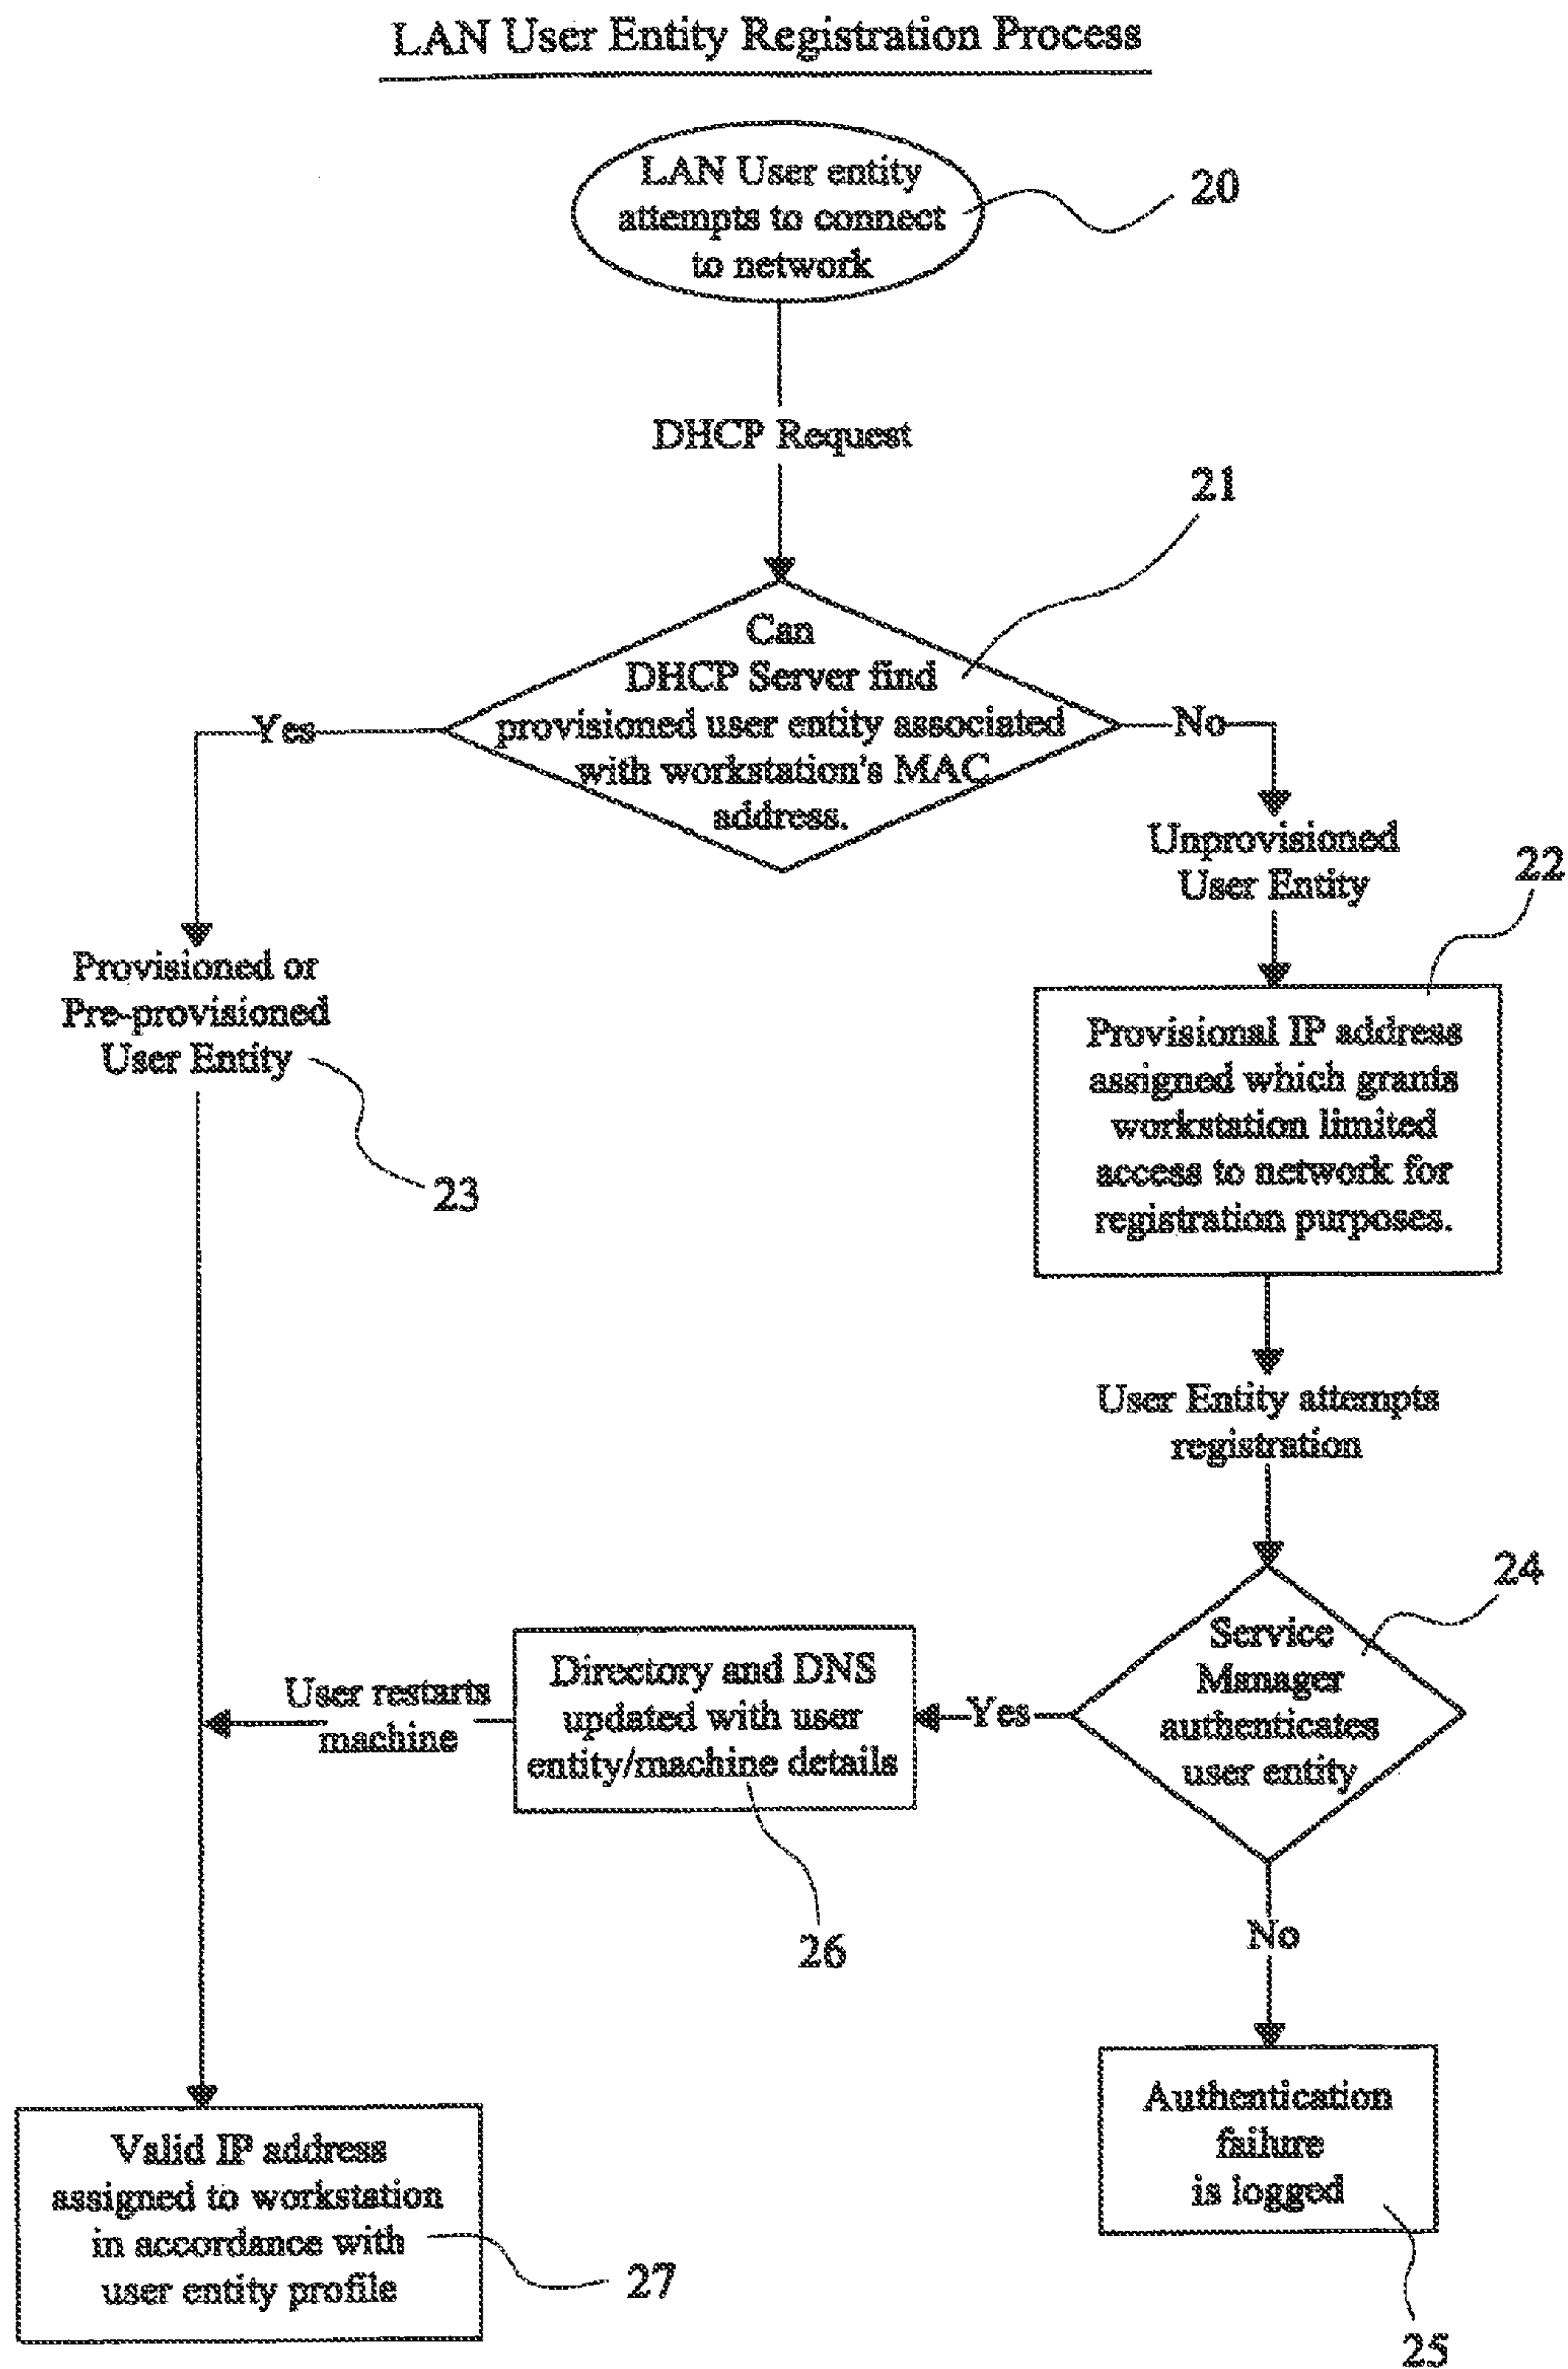 LAN User Entity Registration Process
LAN User entity
attempts to connect
to network
20
DHCP Request
21
Can
DHCP Server find
provisioned user entity associated
with workstation's MAC
address.
Yes
No
Unprovisioned
User Entity
22
Provisioned or
Pre-provisioned
User Entity
23
Provisional IP address
assigned which grants
workstation limited
access to network for
registration purposes.
User Entity attempts
registration
24
Service
Manager
authenticates
user entity
Yes
Directory and DNS
updated with user
entity/machine details
26
User restarts
machine
No
Authentication
failure
is logged
25
Valid IP address
assigned to workstation
in accordance with
user entity profile
27